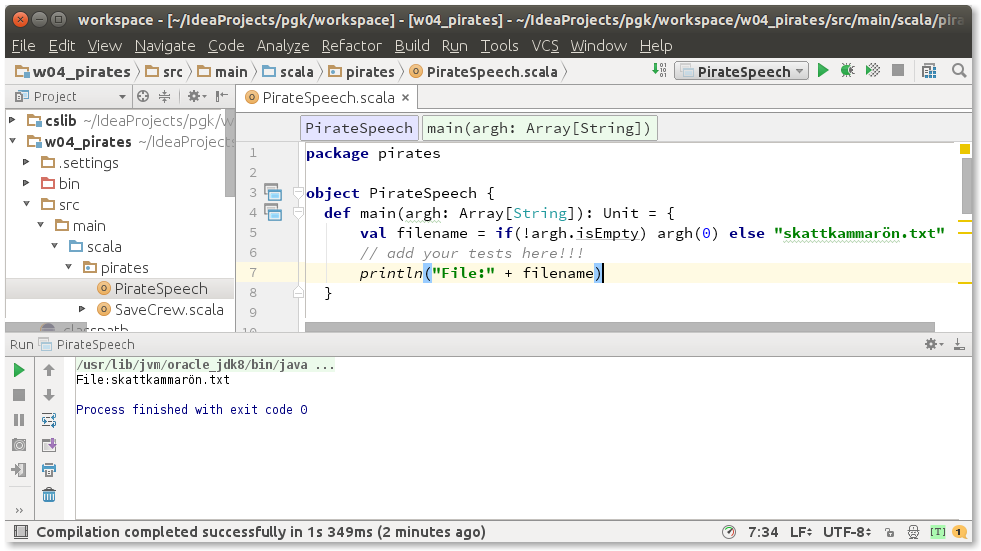 workspace - [~/IdeaProjects/pgk/workspace] - [w04_pirates] - ~/IdeaProjects/pgk/workspace/w04_pirates/src/main/scala/pira
File Edit View Navigate Code Analyze Refactor Build Run Tools VCS Window Help
w04_pirates src main scala pirates PirateSpeech.scala PirateSpeech
Project PirateSpeech.scala ×
cslib ~/IdeaProjects/pgk/w
w04_pirates ~/IdeaProjects
.settings
bin
src
main
scala
pirates
PirateSpeech
SaveCrew.scala
.classpath
PirateSpeech main(argh: Array[String])
1 package pirates
2
3 object PirateSpeech {
4 def main(argh: Array[String]): Unit = {
5 val filename = if(!argh.isEmpty) argh(0) else "skattkammarön.txt"
6 // add your tests here!!!
7 println("File:" + filename)
8 }
9
10
Run PirateSpeech
/usr/lib/jvm/oracle_jdk8/bin/java ...
File:skattkammarön.txt
Process finished with exit code 0
Compilation completed successfully in 1s 349ms (2 minutes ago) 7:34 LF÷ UTF-8÷ [T] 1